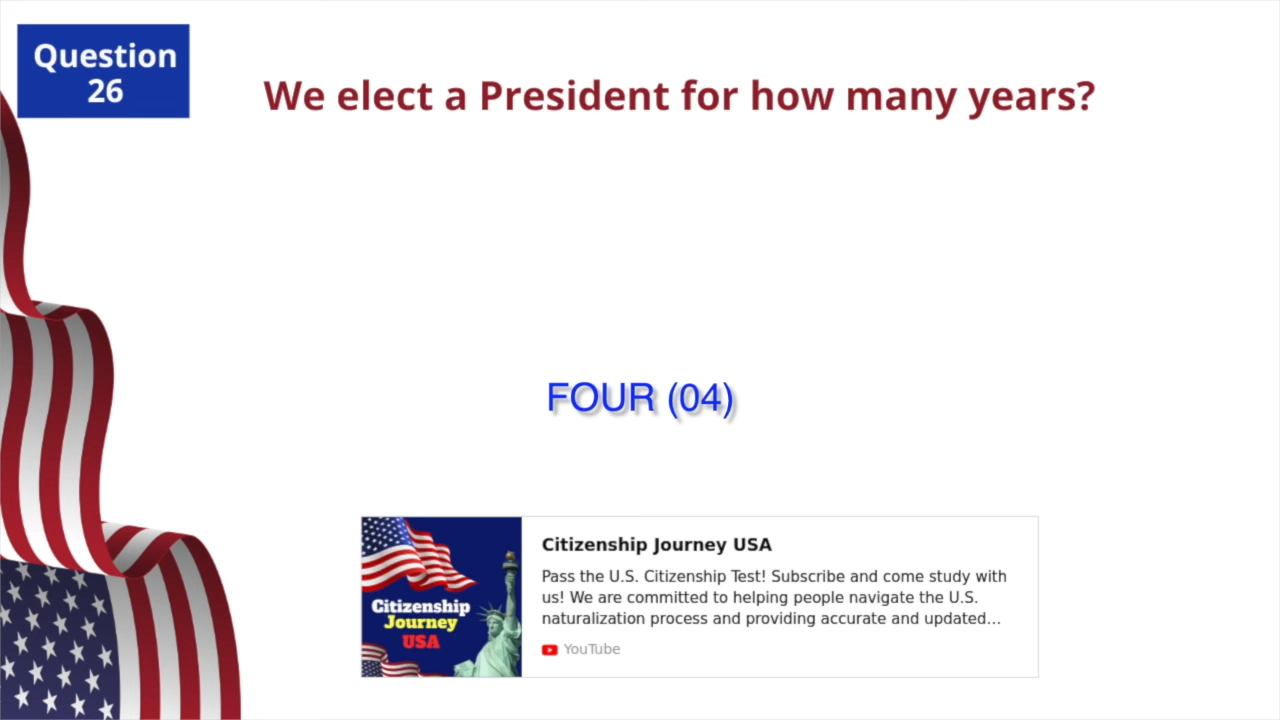 Question
26
We elect a President for how many years?
FOUR (04)
Citizenship Journey USA
Pass the U.S. Citizenship Test! Subscribe and come study with
us! We are committed to helping people navigate the U.S.
naturalization process and providing accurate and updated...
YouTube
Citizenship
Journey
USA